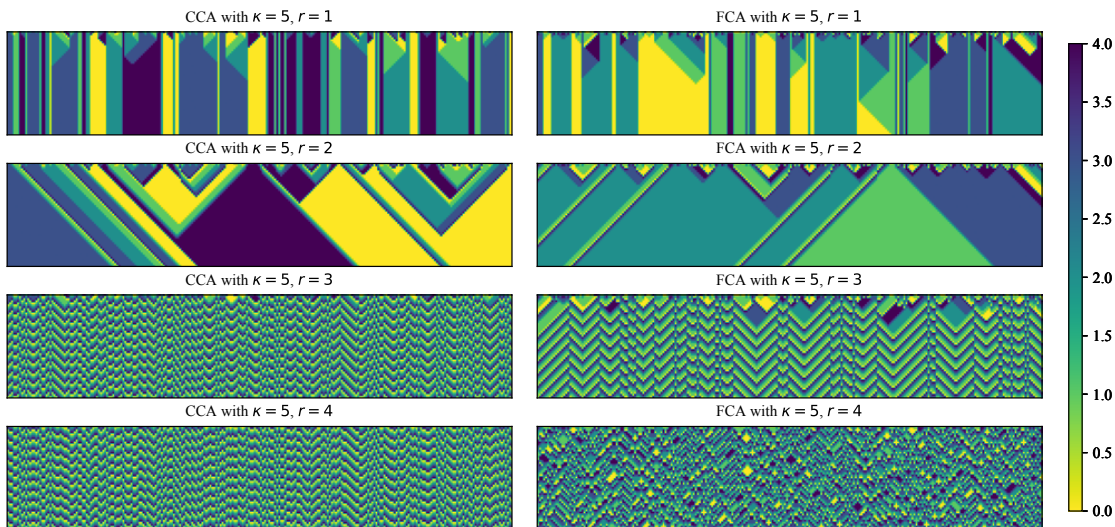 CCA with κ = 5, r = 1
FCA with κ = 5, r = 1
CCA with κ = 5, r = 2
FCA with κ = 5, r = 2
CCA with κ = 5, r = 3
FCA with κ = 5, r = 3
CCA with κ = 5, r = 4
FCA with κ = 5, r = 4
4.0
3.5
3.0
2.5
2.0
1.5
1.0
0.5
0.0